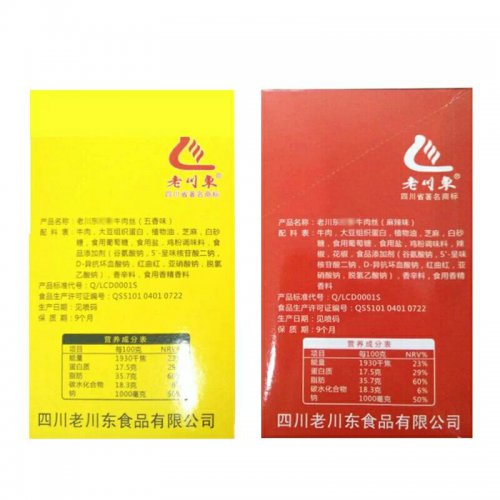 老川东®
四川省著名商标
产品名称：老川东 牛肉丝（五香味）
配 料 表：牛肉，大豆组织蛋白，植物油，芝麻，白砂
糖，食用葡萄糖，食用盐，鸡粉调味料，食
品添加剂（谷氨酸钠，5'-呈味核苷酸二钠，
D-异抗坏血酸钠，红曲红，亚硝酸钠，脱氢
乙酸钠），香辛料，食用香精香料
产品标准代号：Q/LCD0001S
食品生产许可证编号：QS5101 0401 0722
生产日期：见喷码
保 质 期：9个月
营养成分表
项目 每100克 NRV%
能量 1930千焦 23%
蛋白质 17.5克 29%
脂肪 35.7克 60%
碳水化合物 18.3克 6%
钠 1000毫克 50%
四川老川东食品有限公司
老川东®
四川省著名商标
产品名称：老川东 牛肉丝（麻辣味）
配 料 表：牛肉，大豆组织蛋白，植物油，芝麻，白砂
糖，食用葡萄糖，食用盐，鸡粉调味料，辣
椒，花椒，食品添加剂（谷氨酸钠，5'-呈味
核苷酸二钠，D-异抗坏血酸钠，红曲红，亚
硝酸钠，脱氢乙酸钠），香辛料，食用香精
香料
产品标准代号：Q/LCD0001S
食品生产许可证编号：QS5101 0401 0722
生产日期：见喷码
保 质 期：9个月
营养成分表
项目 每100克 NRV%
能量 1930千焦 23%
蛋白质 17.5克 29%
脂肪 35.7克 60%
碳水化合物 18.3克 6%
钠 1000毫克 50%
四川老川东食品有限公司